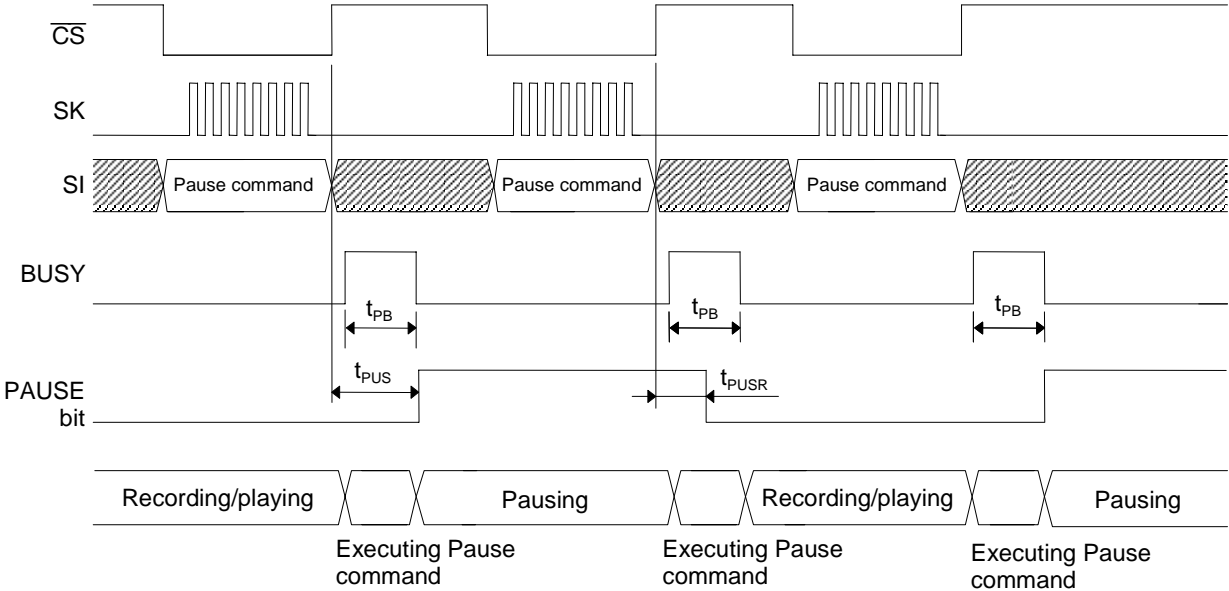 CS
SK
SI
Pause command
Pause command
Pause command
BUSY
tPB
tPB
tPB
PAUSE
bit
tPUS
tPUSR
Recording/playing
Pausing
Recording/playing
Pausing
Executing Pause
command
Executing Pause
command
Executing Pause
command